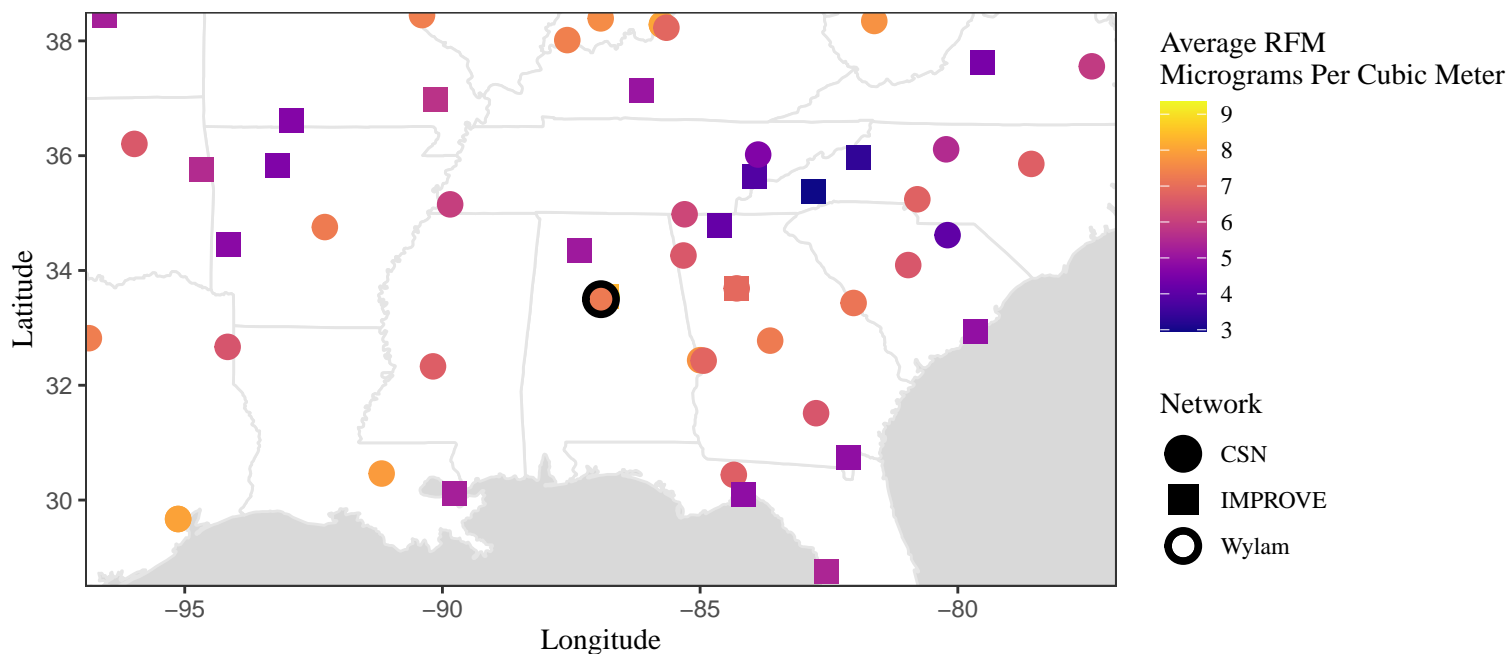 38
36
34
32
30
Latitude
−95
−90
−85
−80
Longitude
Average RFM
Micrograms Per Cubic Meter
9
8
7
6
5
4
3
Network
CSN
IMPROVE
Wylam